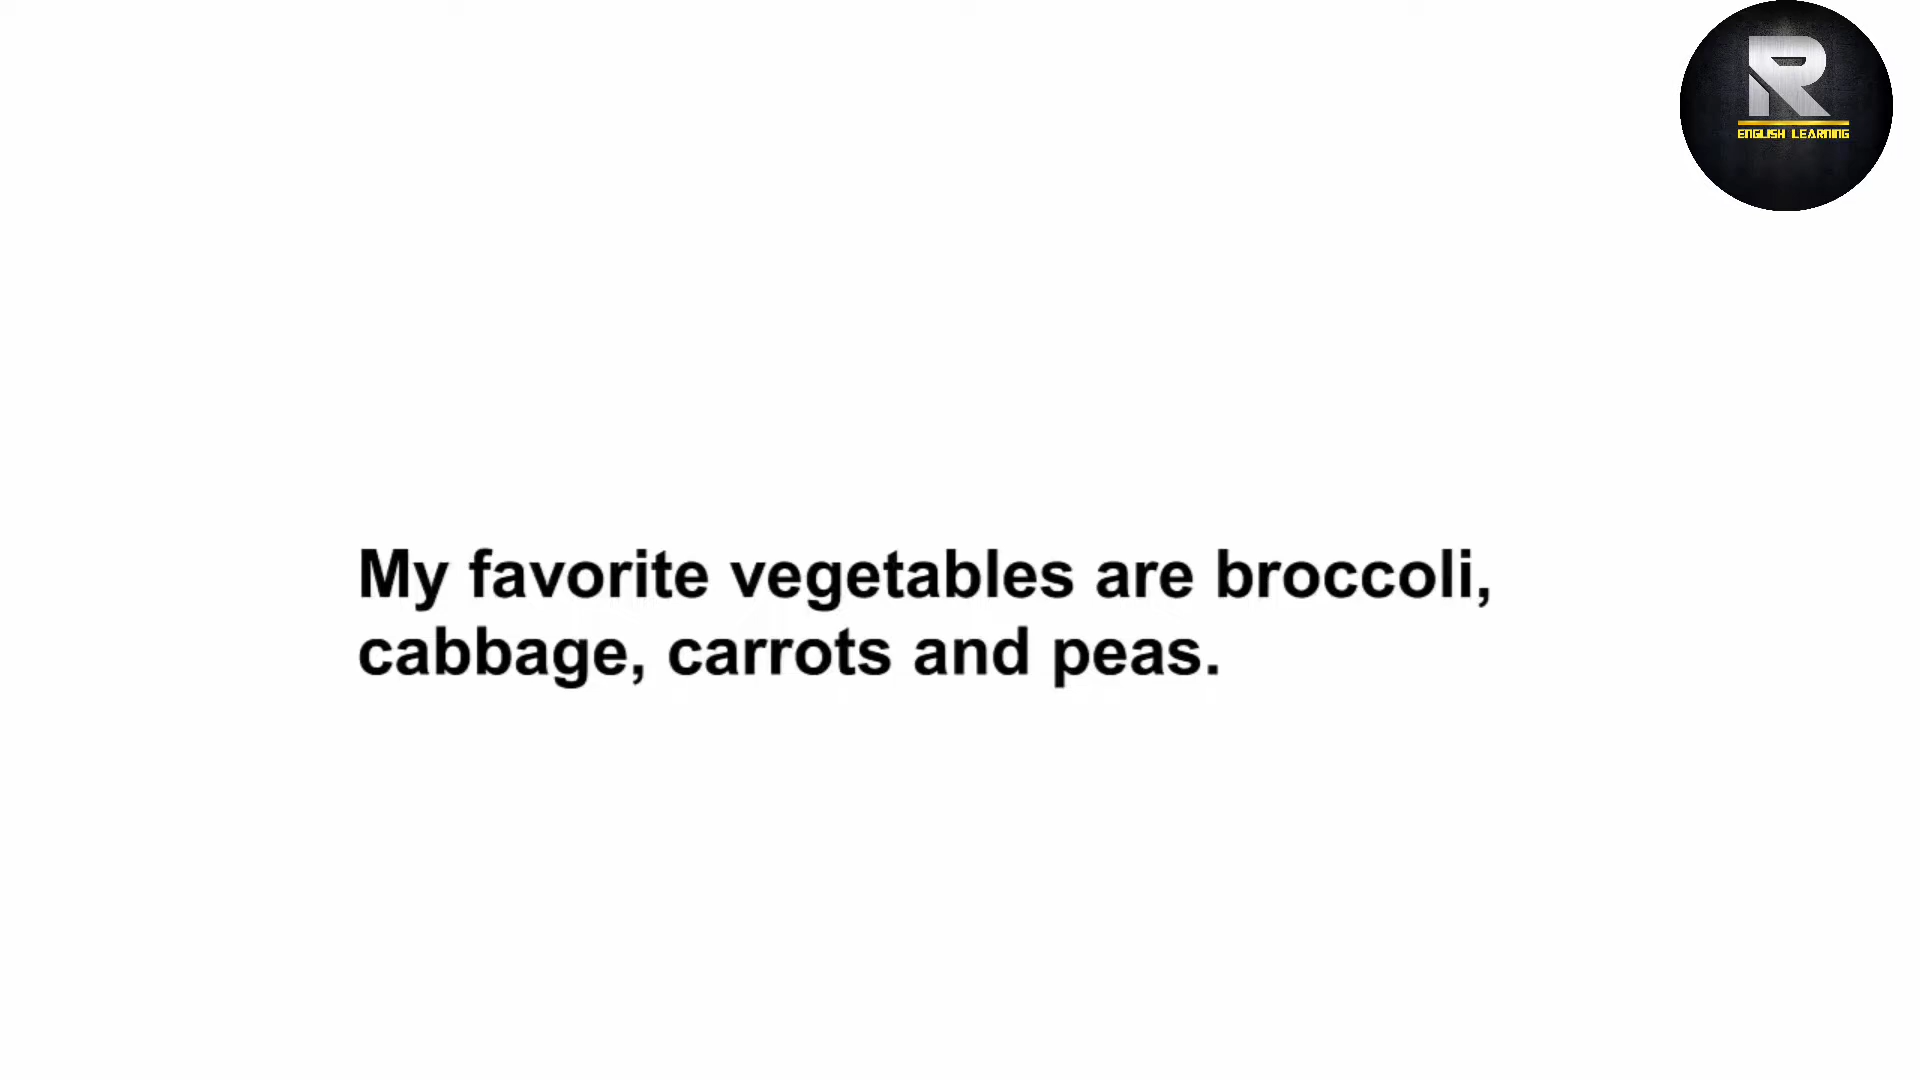 R
ENGLISH LEARNING
My favorite vegetables are broccoli,
cabbage, carrots and peas.